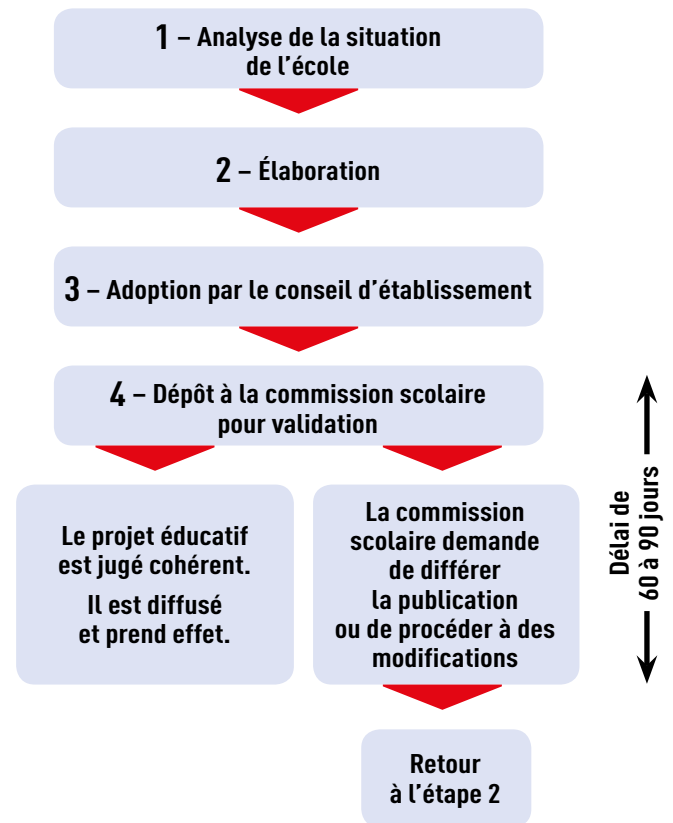 1 – Analyse de la situation
de l'école
2 – Élaboration
3 – Adoption par le conseil d'établissement
4 – Dépôt à la commission scolaire
pour validation
Le projet éducatif
est jugé cohérent.
Il est diffusé
et prend effet.
La commission
scolaire demande
de différer
la publication
ou de procéder à des
modifications
Délai de
60 à 90 jours
Retour
à l'étape 2